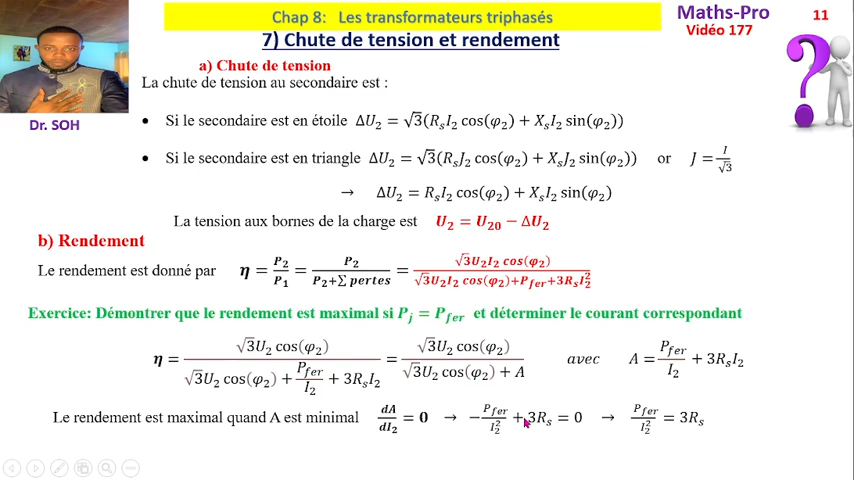 Chap 8: Les transformateurs triphasés
Maths-Pro
Vidéo 177
11
7) Chute de tension et rendement
a) Chute de tension
La chute de tension au secondaire est :
Dr. SOH
• Si le secondaire est en étoile ΔU₂ = √3(RₛI₂ cos(φ₂) + XₛI₂ sin(φ₂))
• Si le secondaire est en triangle ΔU₂ = √3(RₛJ₂ cos(φ₂) + XₛJ₂ sin(φ₂)) or J = I/√3
→ ΔU₂ = RₛI₂ cos(φ₂) + XₛI₂ sin(φ₂)
La tension aux bornes de la charge est U₂ = U₂₀ − ΔU₂
b) Rendement
Le rendement est donné par η = P₂/P₁ = P₂/(P₂+∑ pertes) = √3U₂I₂ cos(φ₂)/(√3U₂I₂ cos(φ₂)+P_fer+3RₛI₂²)
Exercice: Démontrer que le rendement est maximal si P_j = P_fer et déterminer le courant correspondant
η = √3U₂ cos(φ₂)/(√3U₂ cos(φ₂) + P_fer/I₂ + 3RₛI₂) = √3U₂ cos(φ₂)/(√3U₂ cos(φ₂) + A) avec A = P_fer/I₂ + 3RₛI₂
Le rendement est maximal quand A est minimal dA/dI₂ = 0 → −P_fer/I₂² + 3Rₛ = 0 → P_fer/I₂² = 3Rₛ